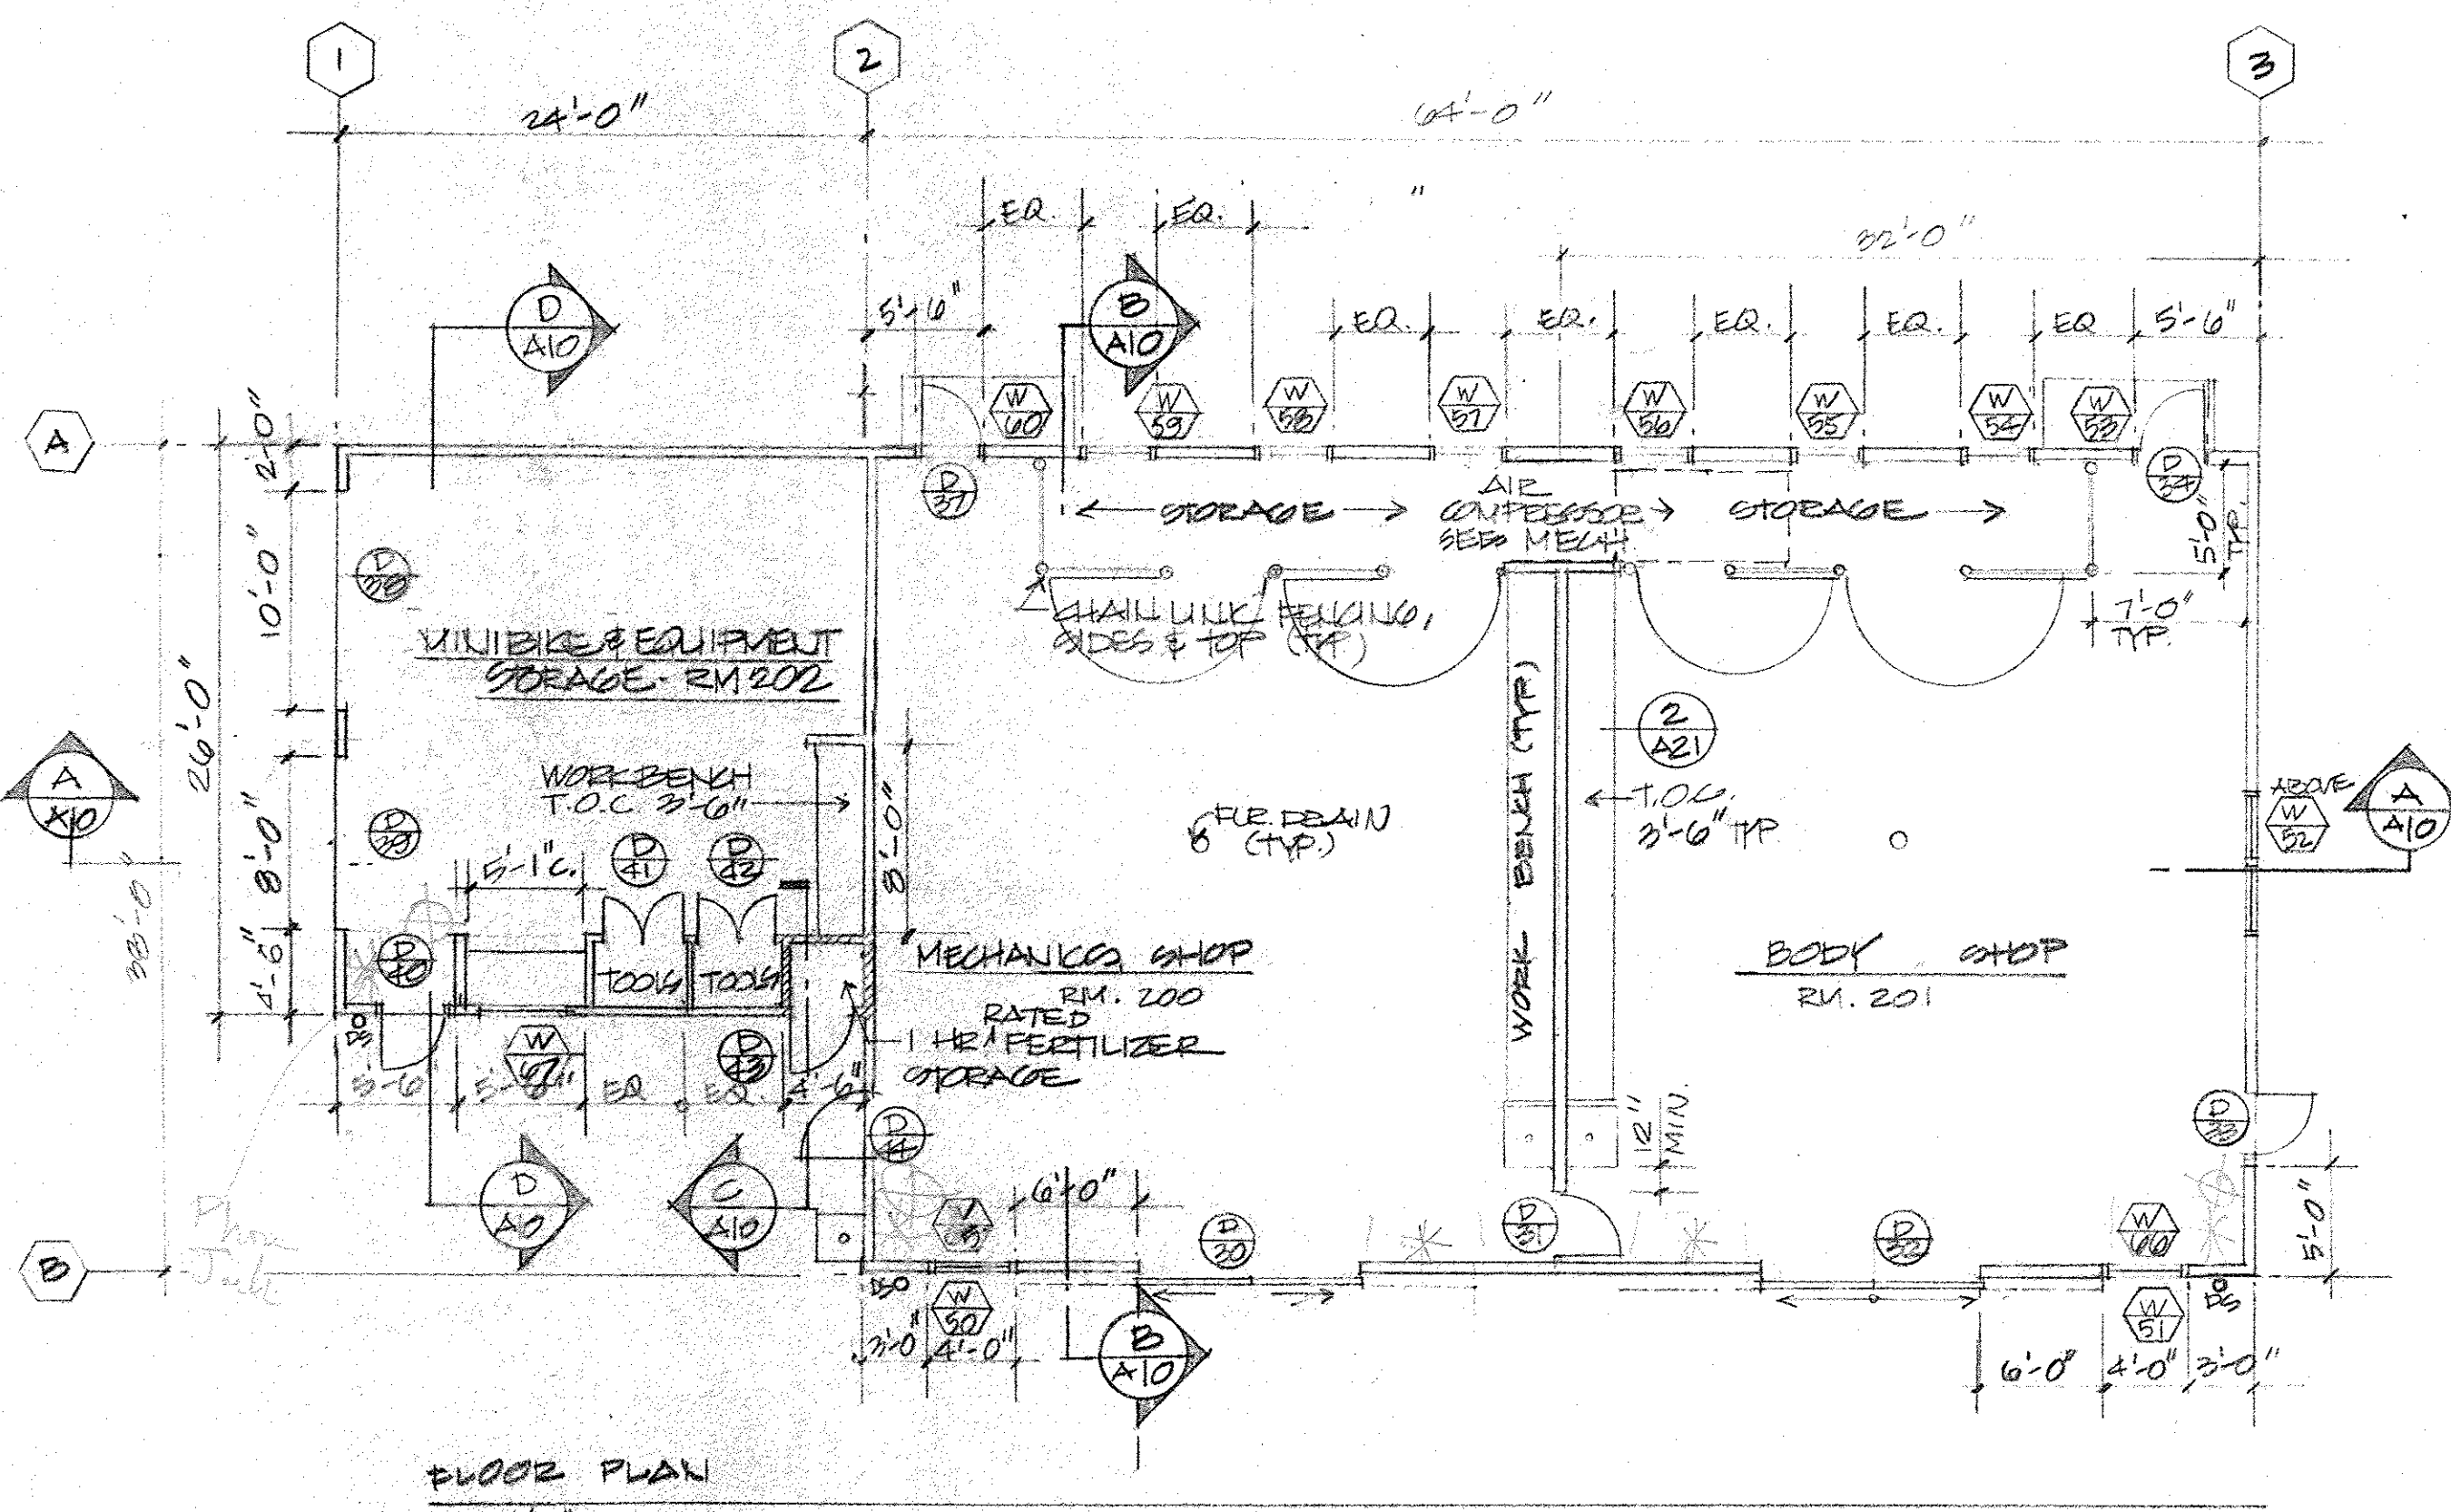 1
2
3
24'-0"
64'-0"
"
EQ.
EQ.
32'-0"
5'-6"
EQ.
EQ.
EQ.
EQ.
EQ
5'-6"
D
A10
B
A10
A
2'-0"
W
60
W
59
W
58
W
57
W
56
W
55
W
54
W
53
D
37
D
34
STORAGE
AIR
COMPRESSOR
SEE MECH
STORAGE
5'-0"
TYP.
10'-0"
D
38
CHAIN LINK FENCING,
SIDES & TOP (TYP.)
7'-0"
TYP.
MINIBIKE & EQUIPMENT
STORAGE - RM 202
26'-0"
WORK BENCH (TYP)
2
A21
A
A10
WORKBENCH
T.O.C. 3'-6"
8'-0"
FLR. DRAIN
(TYP.)
T.O.C.
3'-6" TYP.
ABOVE
W
52
A
A10
D
39
8'-0"
5'-1" C.
D
41
D
42
38'-0"
4'-6"
D
40
TOOLS
TOOLS
MECHANICS SHOP
RM. 200
BODY SHOP
RM. 201
RATED
1 HR ^ FERTILIZER
STORAGE
DS
W
67
D
43
5'-6"
EQ
EQ.
4'-6"
D
44
12"
MIN.
D
33
D
A10
C
A10
6'-0"
D
30
D
31
D
32
W
66
5'-0"
B
DS
W
50
3'-0"
4'-0"
B
A10
W
51
DS
6'-0"
4'-0"
3'-0"
FLOOR PLAN